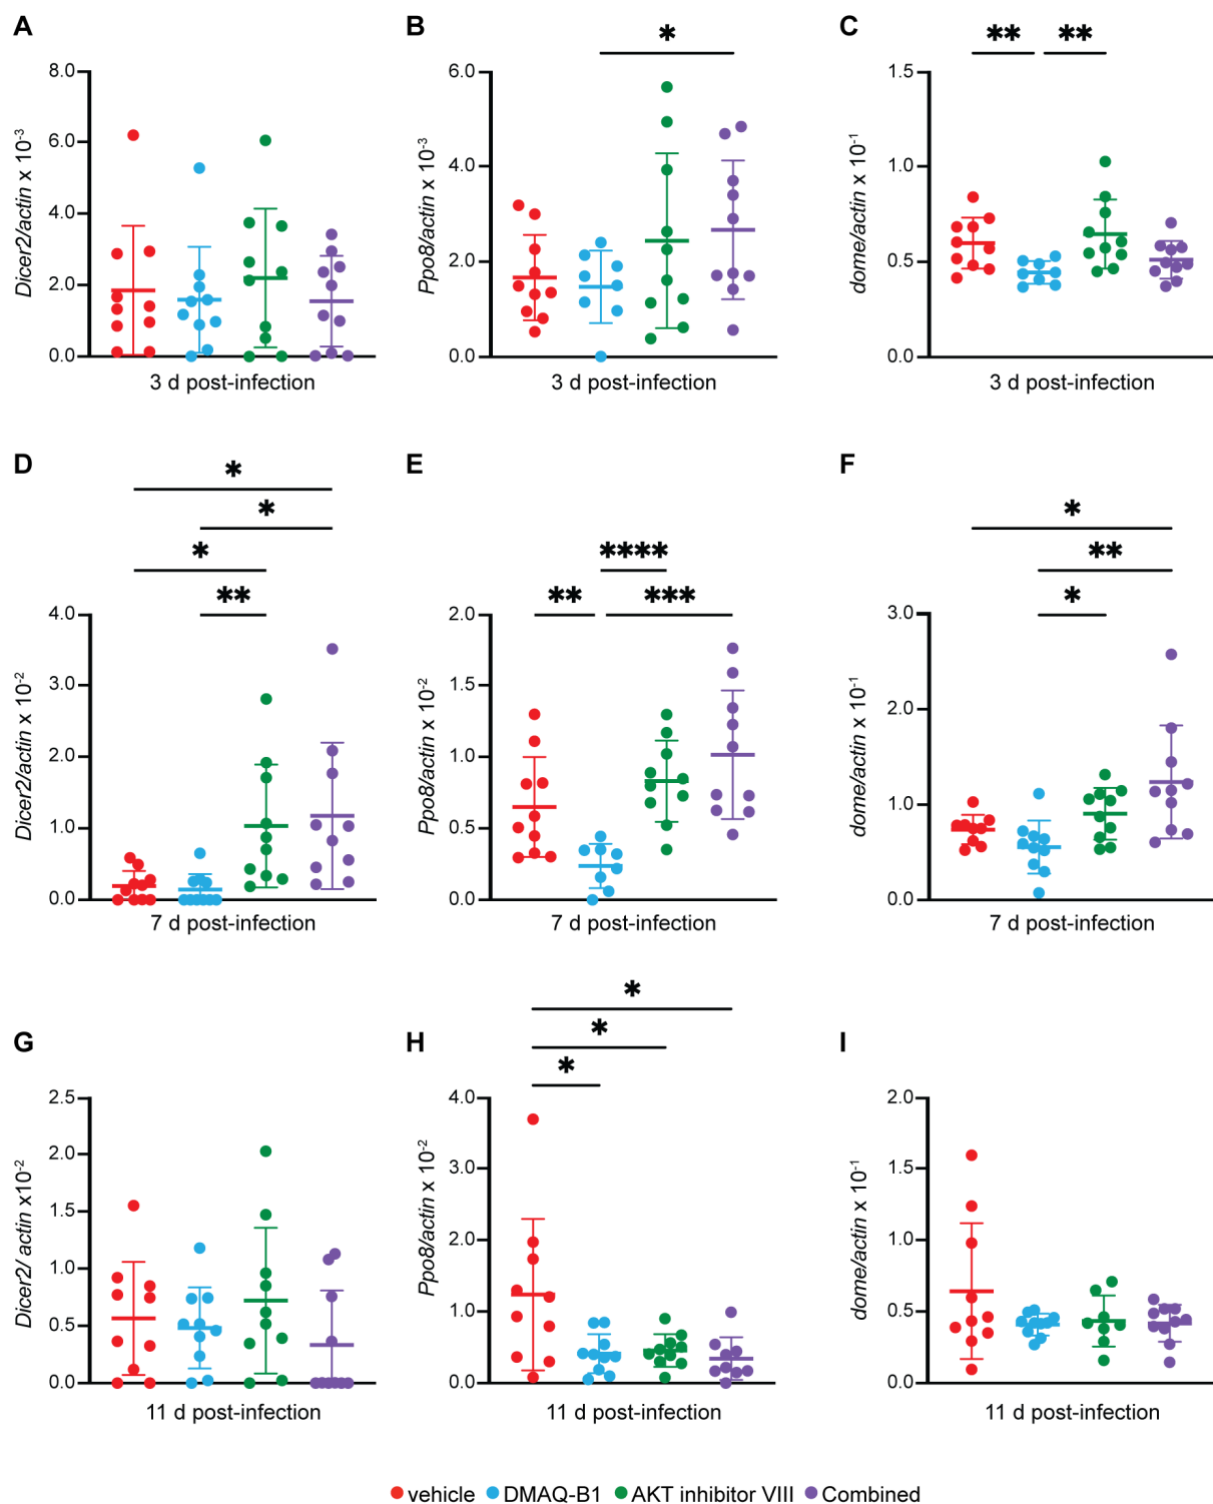 A
B
C
*
** **
8.0
6.0
4.0
2.0
0.0
Dicer2/actin x 10⁻³
3 d post-infection
6.0
4.0
2.0
0.0
Ppo8/actin x 10⁻³
3 d post-infection
1.5
1.0
0.5
0.0
dome/actin x 10⁻¹
3 d post-infection
D
E
F
*
*
*
**
****
** ***
*
**
*
4.0
3.0
2.0
1.0
0.0
Dicer2/actin x 10⁻²
7 d post-infection
2.0
1.5
1.0
0.5
0.0
Ppo8/actin x 10⁻²
7 d post-infection
3.0
2.0
1.0
0.0
dome/actin x 10⁻¹
7 d post-infection
G
H
I
*
*
*
2.5
2.0
1.5
1.0
0.5
0.0
Dicer2/ actin x10⁻²
11 d post-infection
4.0
3.0
2.0
1.0
0.0
Ppo8/actin x 10⁻²
11 d post-infection
2.0
1.5
1.0
0.5
0.0
dome/actin x 10⁻¹
11 d post-infection
vehicle DMAQ-B1 AKT inhibitor VIII Combined